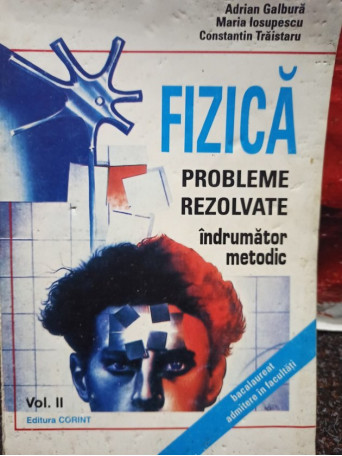 Adrian Galbură
Maria Iosupescu
Constantin Trăistaru
FIZICĂ
PROBLEME
REZOLVATE
îndrumător
metodic
bacalaureat
admitere în facultăți
Vol. II
Editura CORINT